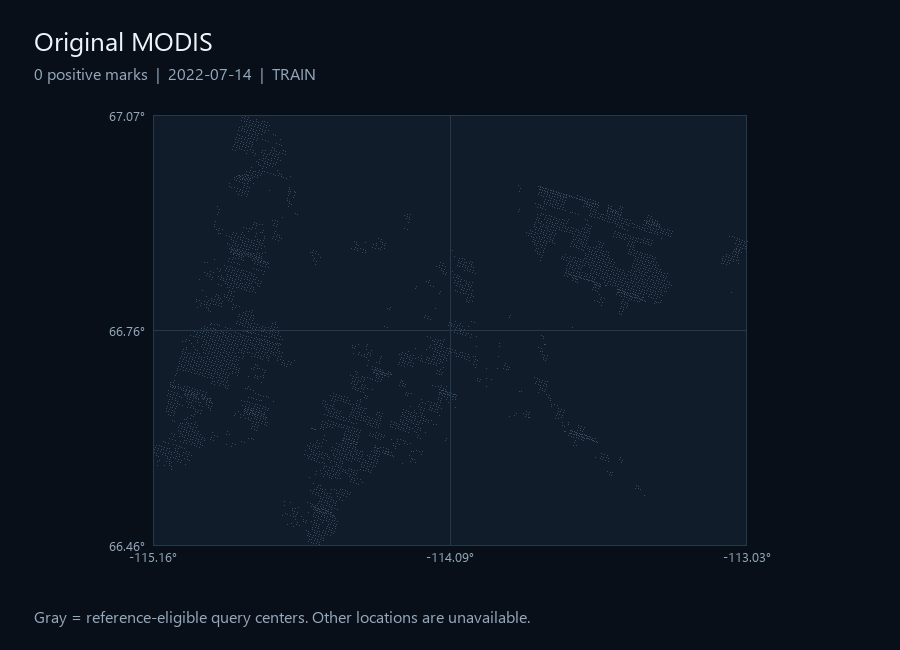 Original MODIS
0 positive marks | 2022-07-14 | TRAIN
67.07°
66.76°
66.46°
-115.16°
-114.09°
-113.03°
Gray = reference-eligible query centers. Other locations are unavailable.